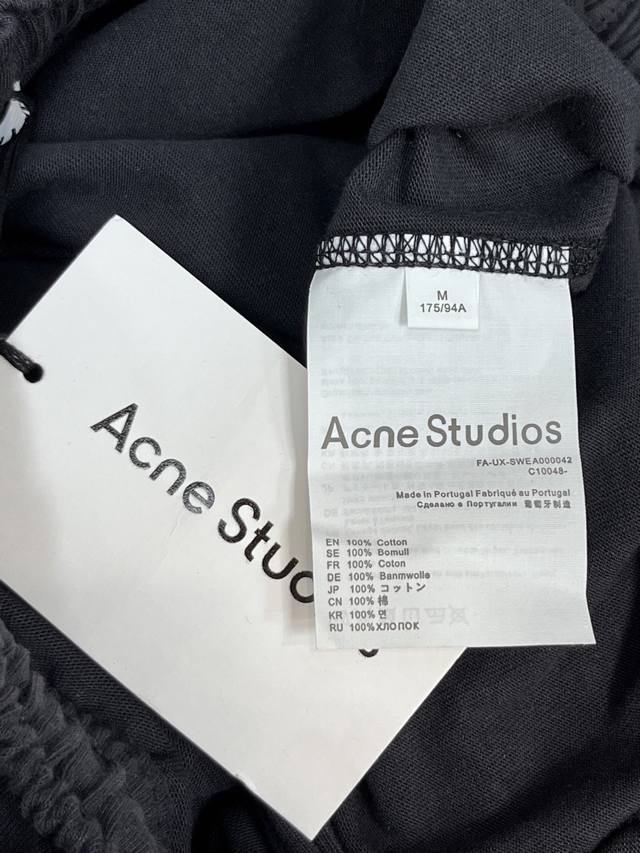 Acne Studio
M
175/94A
Acne Studios
FA-UX-SWEA000042
C10048-
Made in Portugal Fabriqué au Portugal
Сделано в Португалии 葡萄牙制造
EN 100% Cotton
SE 100% Bomull
FR 100% Coton
DE 100% Banmwolle
JP 100% コットン
CN 100% 棉
KR 100% 면
RU 100% ХЛОПОК